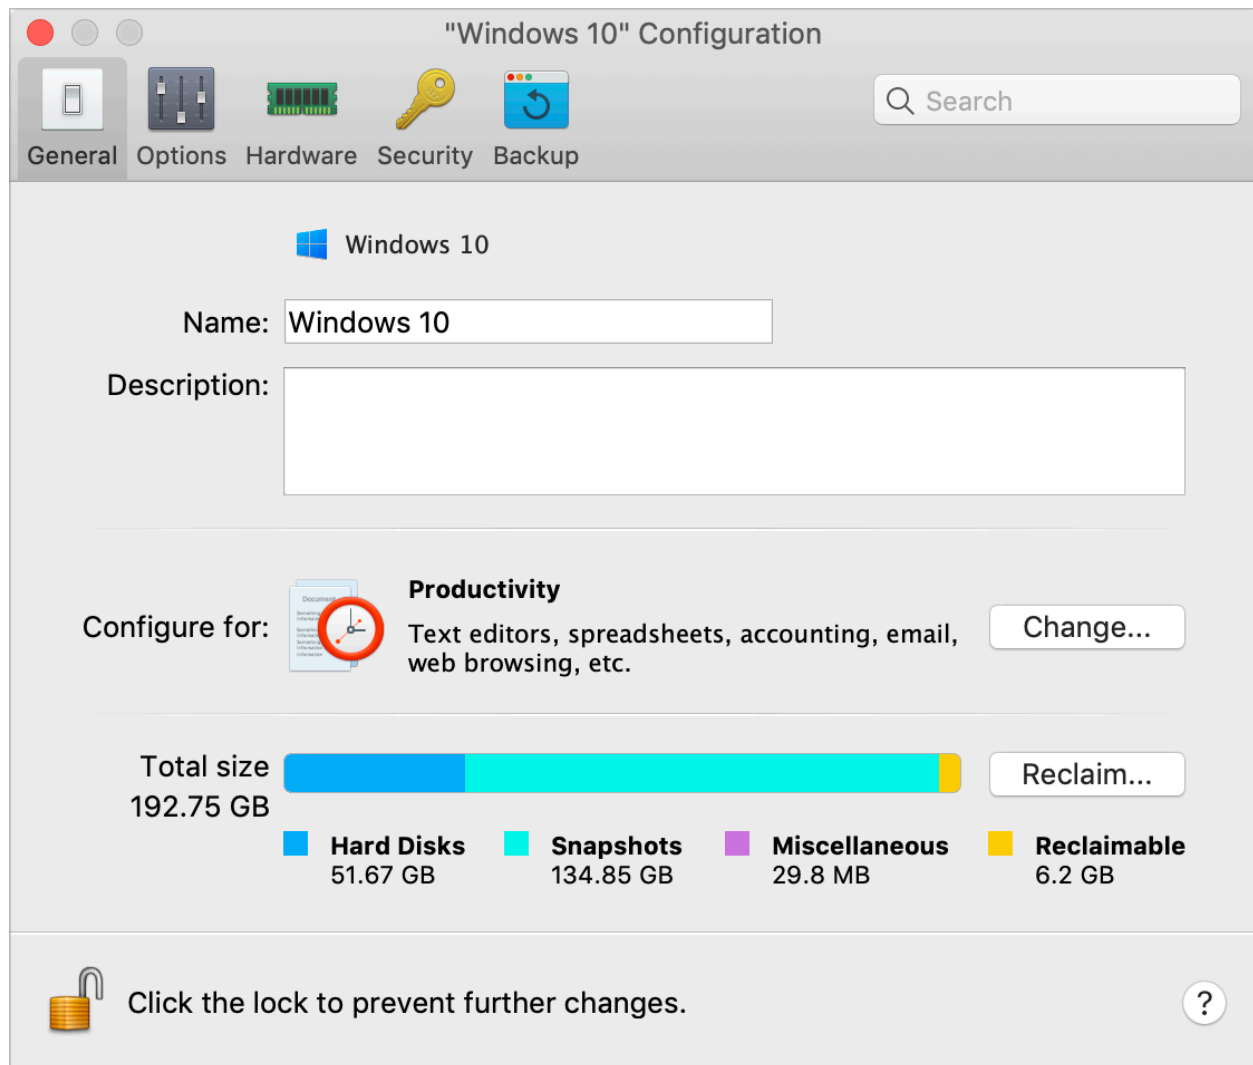 "Windows 10" Configuration
General Options Hardware Security Backup
Search
Windows 10
Name: Windows 10
Description:
Configure for:
Productivity
Text editors, spreadsheets, accounting, email,
web browsing, etc.
Change...
Total size
192.75 GB
Reclaim...
Hard Disks
51.67 GB
Snapshots
134.85 GB
Miscellaneous
29.8 MB
Reclaimable
6.2 GB
Click the lock to prevent further changes.
?